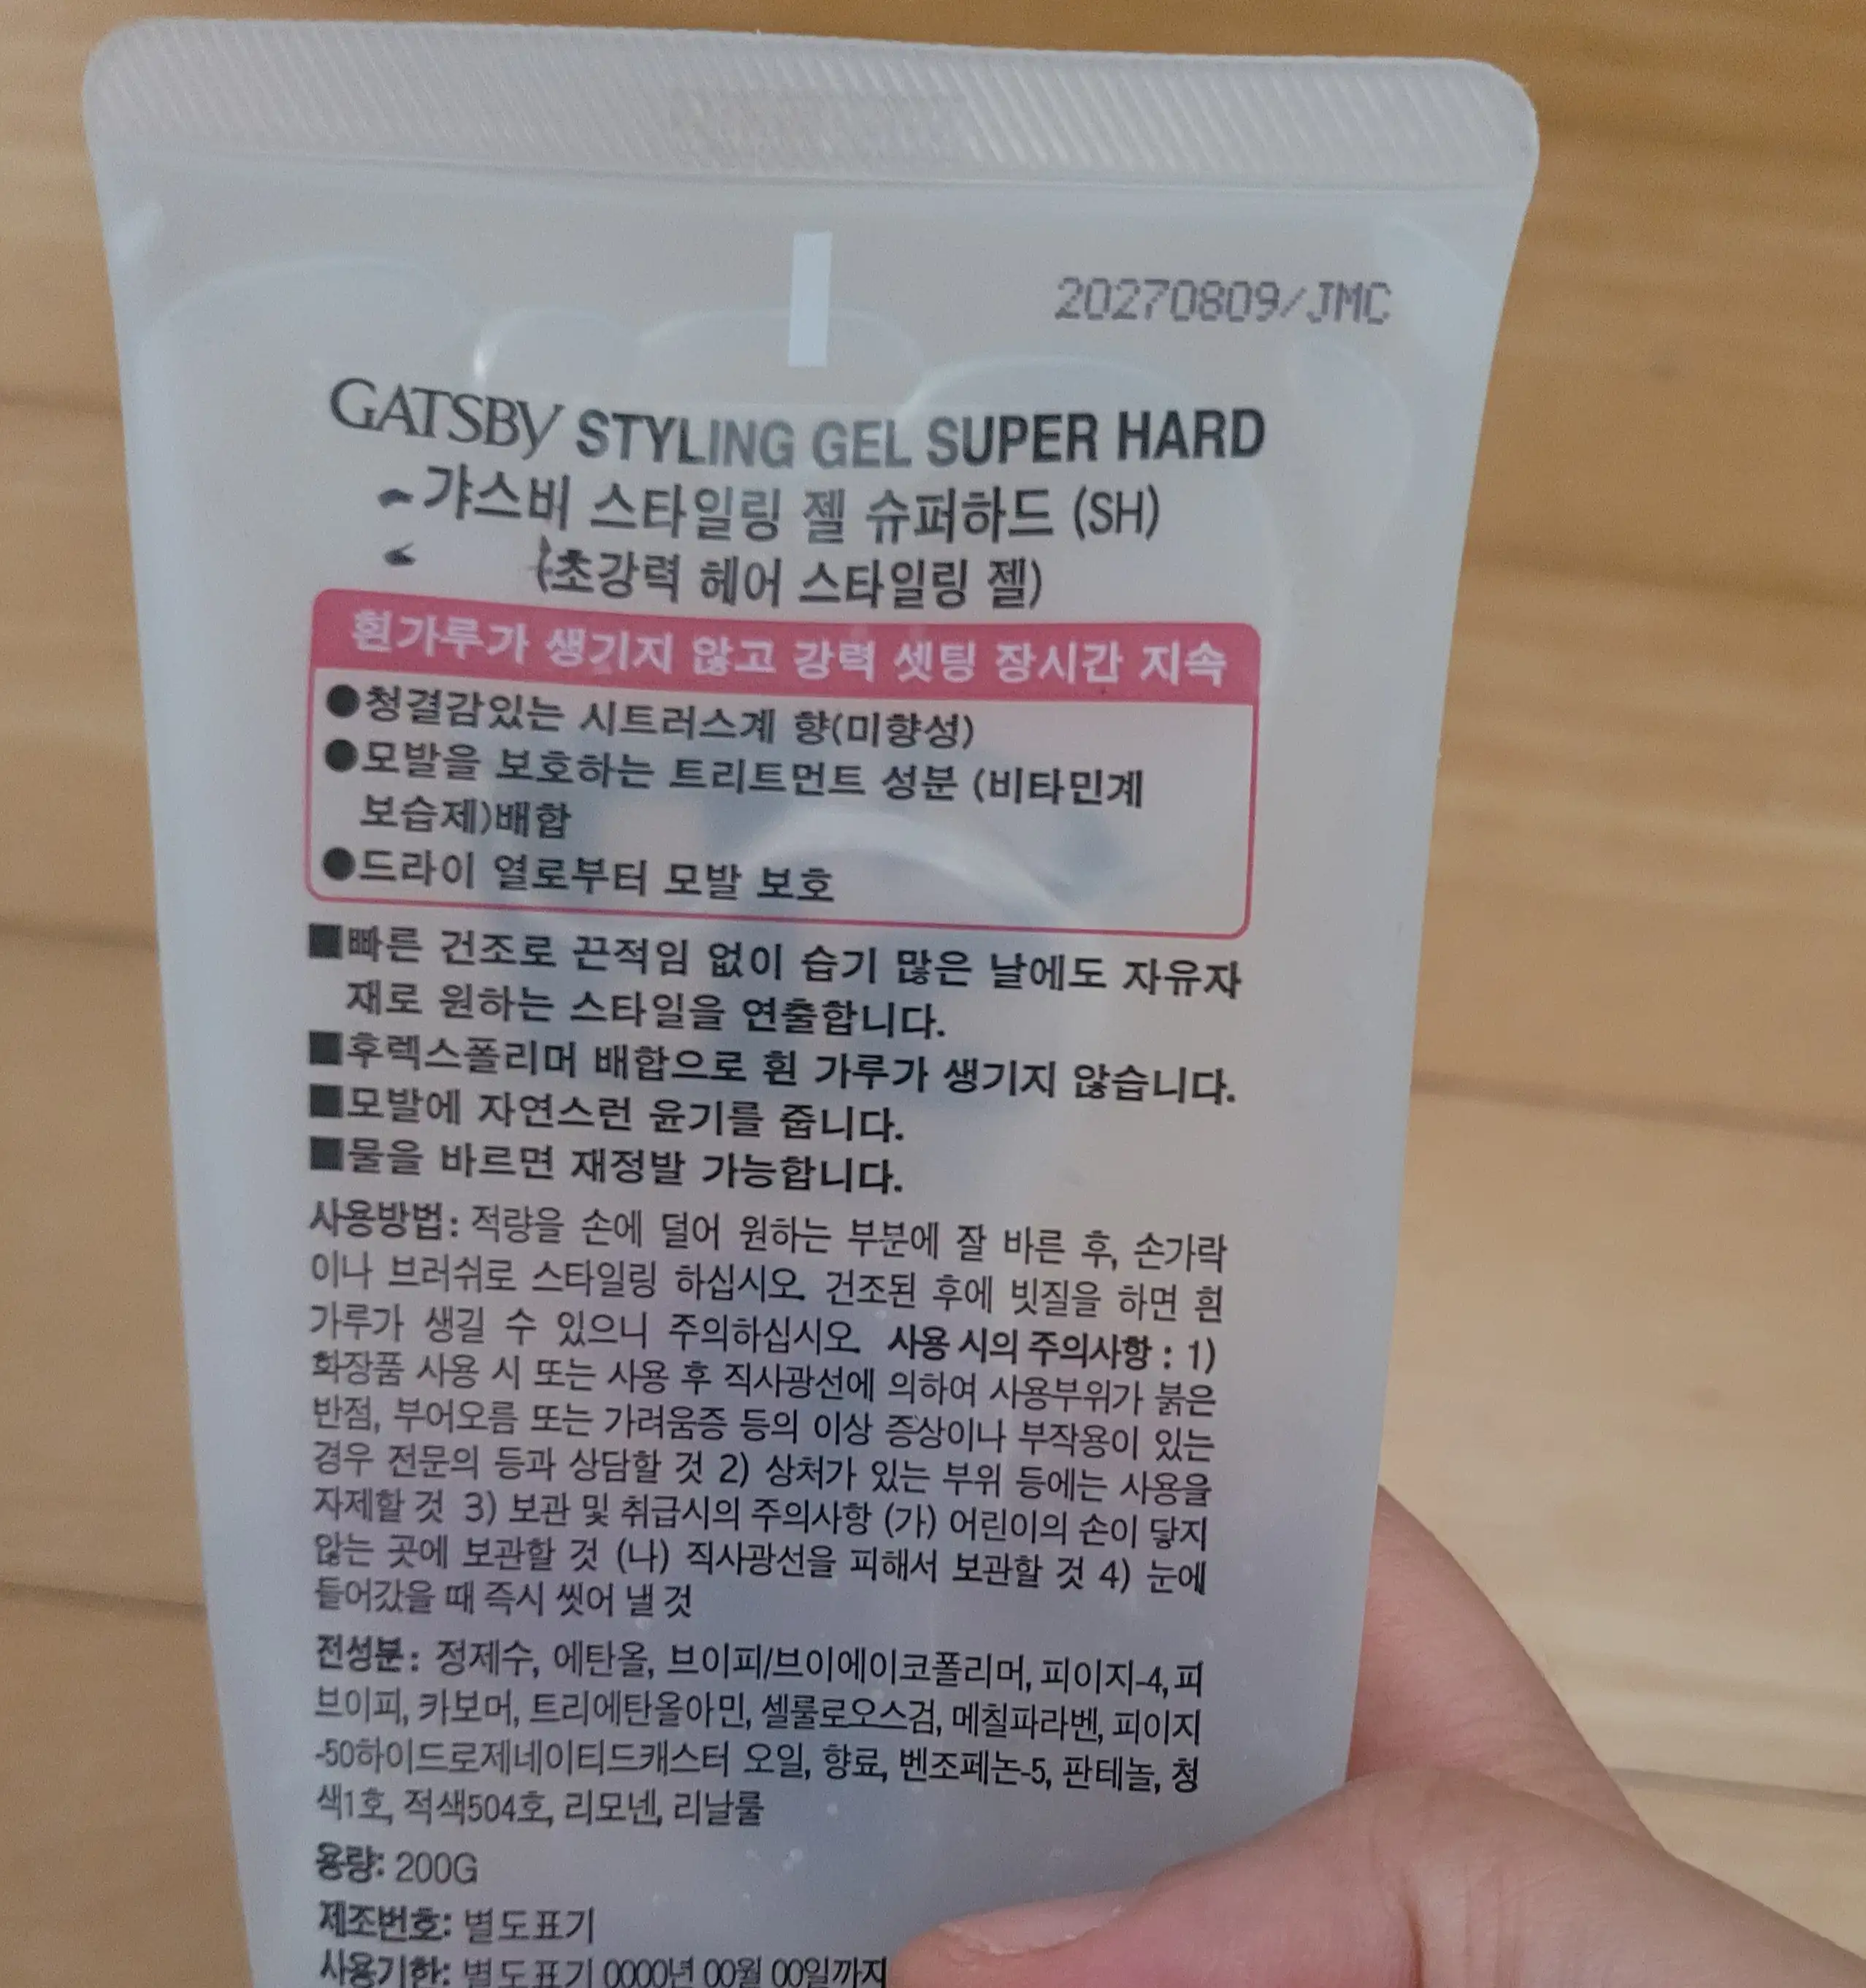 20270809/JMC
GATSBY STYLING GEL SUPER HARD
갸스비 스타일링 젤 슈퍼하드 (SH)
(초강력 헤어 스타일링 젤)
흰가루가 생기지 않고 강력 셋팅 장시간 지속
●청결감있는 시트러스계 향(미향성)
●모발을 보호하는 트리트먼트 성분 (비타민계
보습제)배합
●드라이 열로부터 모발 보호
■빠른 건조로 끈적임 없이 습기 많은 날에도 자유자
재로 원하는 스타일을 연출합니다.
■후렉스폴리머 배합으로 흰 가루가 생기지 않습니다.
■모발에 자연스런 윤기를 줍니다.
■물을 바르면 재정발 가능합니다.
사용방법: 적량을 손에 덜어 원하는 부분에 잘 바른 후, 손가락
이나 브러쉬로 스타일링 하십시오. 건조된 후에 빗질을 하면 흰
가루가 생길 수 있으니 주의하십시오. 사용 시의 주의사항 : 1)
화장품 사용 시 또는 사용 후 직사광선에 의하여 사용부위가 붉은
반점, 부어오름 또는 가려움증 등의 이상 증상이나 부작용이 있는
경우 전문의 등과 상담할 것 2) 상처가 있는 부위 등에는 사용을
자제할 것 3) 보관 및 취급시의 주의사항 (가) 어린이의 손이 닿지
않는 곳에 보관할 것 (나) 직사광선을 피해서 보관할 것 4) 눈에
들어갔을 때 즉시 씻어 낼 것
전성분: 정제수, 에탄올, 브이피/브이에이코폴리머, 피이지-4, 피
브이피, 카보머, 트리에탄올아민, 셀룰로오스검, 메칠파라벤, 피이지
-50하이드로제네이티드캐스터 오일, 향료, 벤조페논-5, 판테놀, 청
색1호, 적색504호, 리모넨, 리날룰
용량: 200G
제조번호: 별도표기
사용기한: 별도표기 0000년 00월 00일까지